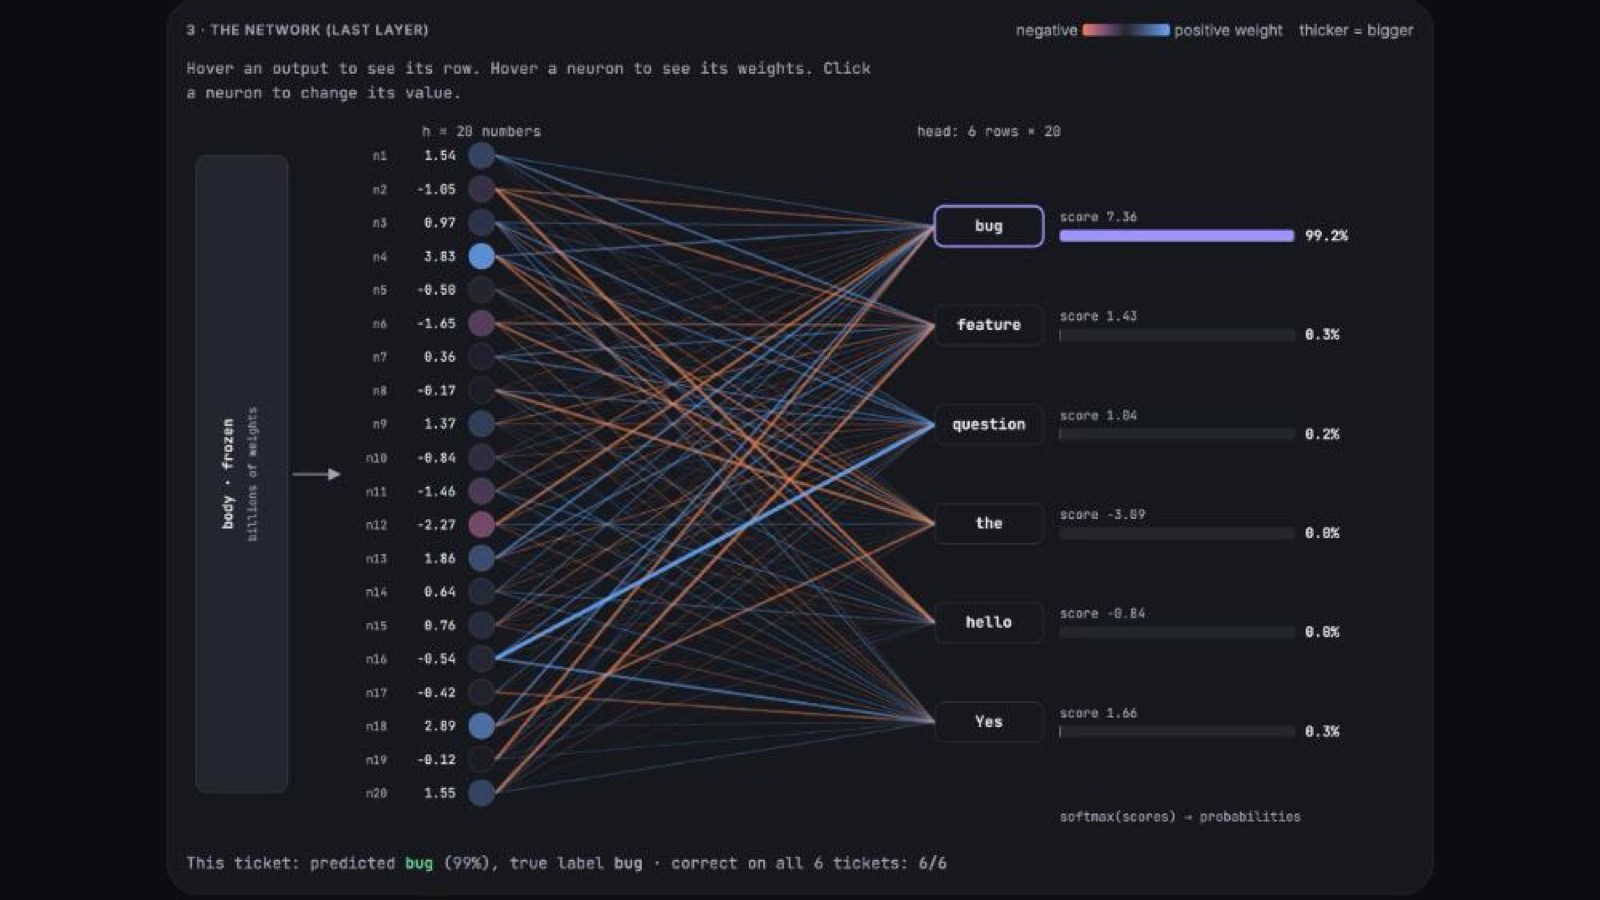 3 · THE NETWORK (LAST LAYER)
negative positive weight thicker = bigger
Hover an output to see its row. Hover a neuron to see its weights. Click
a neuron to change its value.
h = 20 numbers
head: 6 rows × 20
body · frozen
billions of weights
n1 1.54
n2 -1.05
n3 0.97
n4 3.83
n5 -0.50
n6 -1.65
n7 0.36
n8 -0.17
n9 1.37
n10 -0.84
n11 -1.46
n12 -2.27
n13 1.86
n14 0.64
n15 0.76
n16 -0.54
n17 -0.42
n18 2.89
n19 -0.12
n20 1.55
bug score 7.36 99.2%
feature score 1.43 0.3%
question score 1.04 0.2%
the score -3.09 0.0%
hello score -0.84 0.0%
Yes score 1.66 0.3%
softmax(scores) → probabilities
This ticket: predicted bug (99%), true label bug · correct on all 6 tickets: 6/6